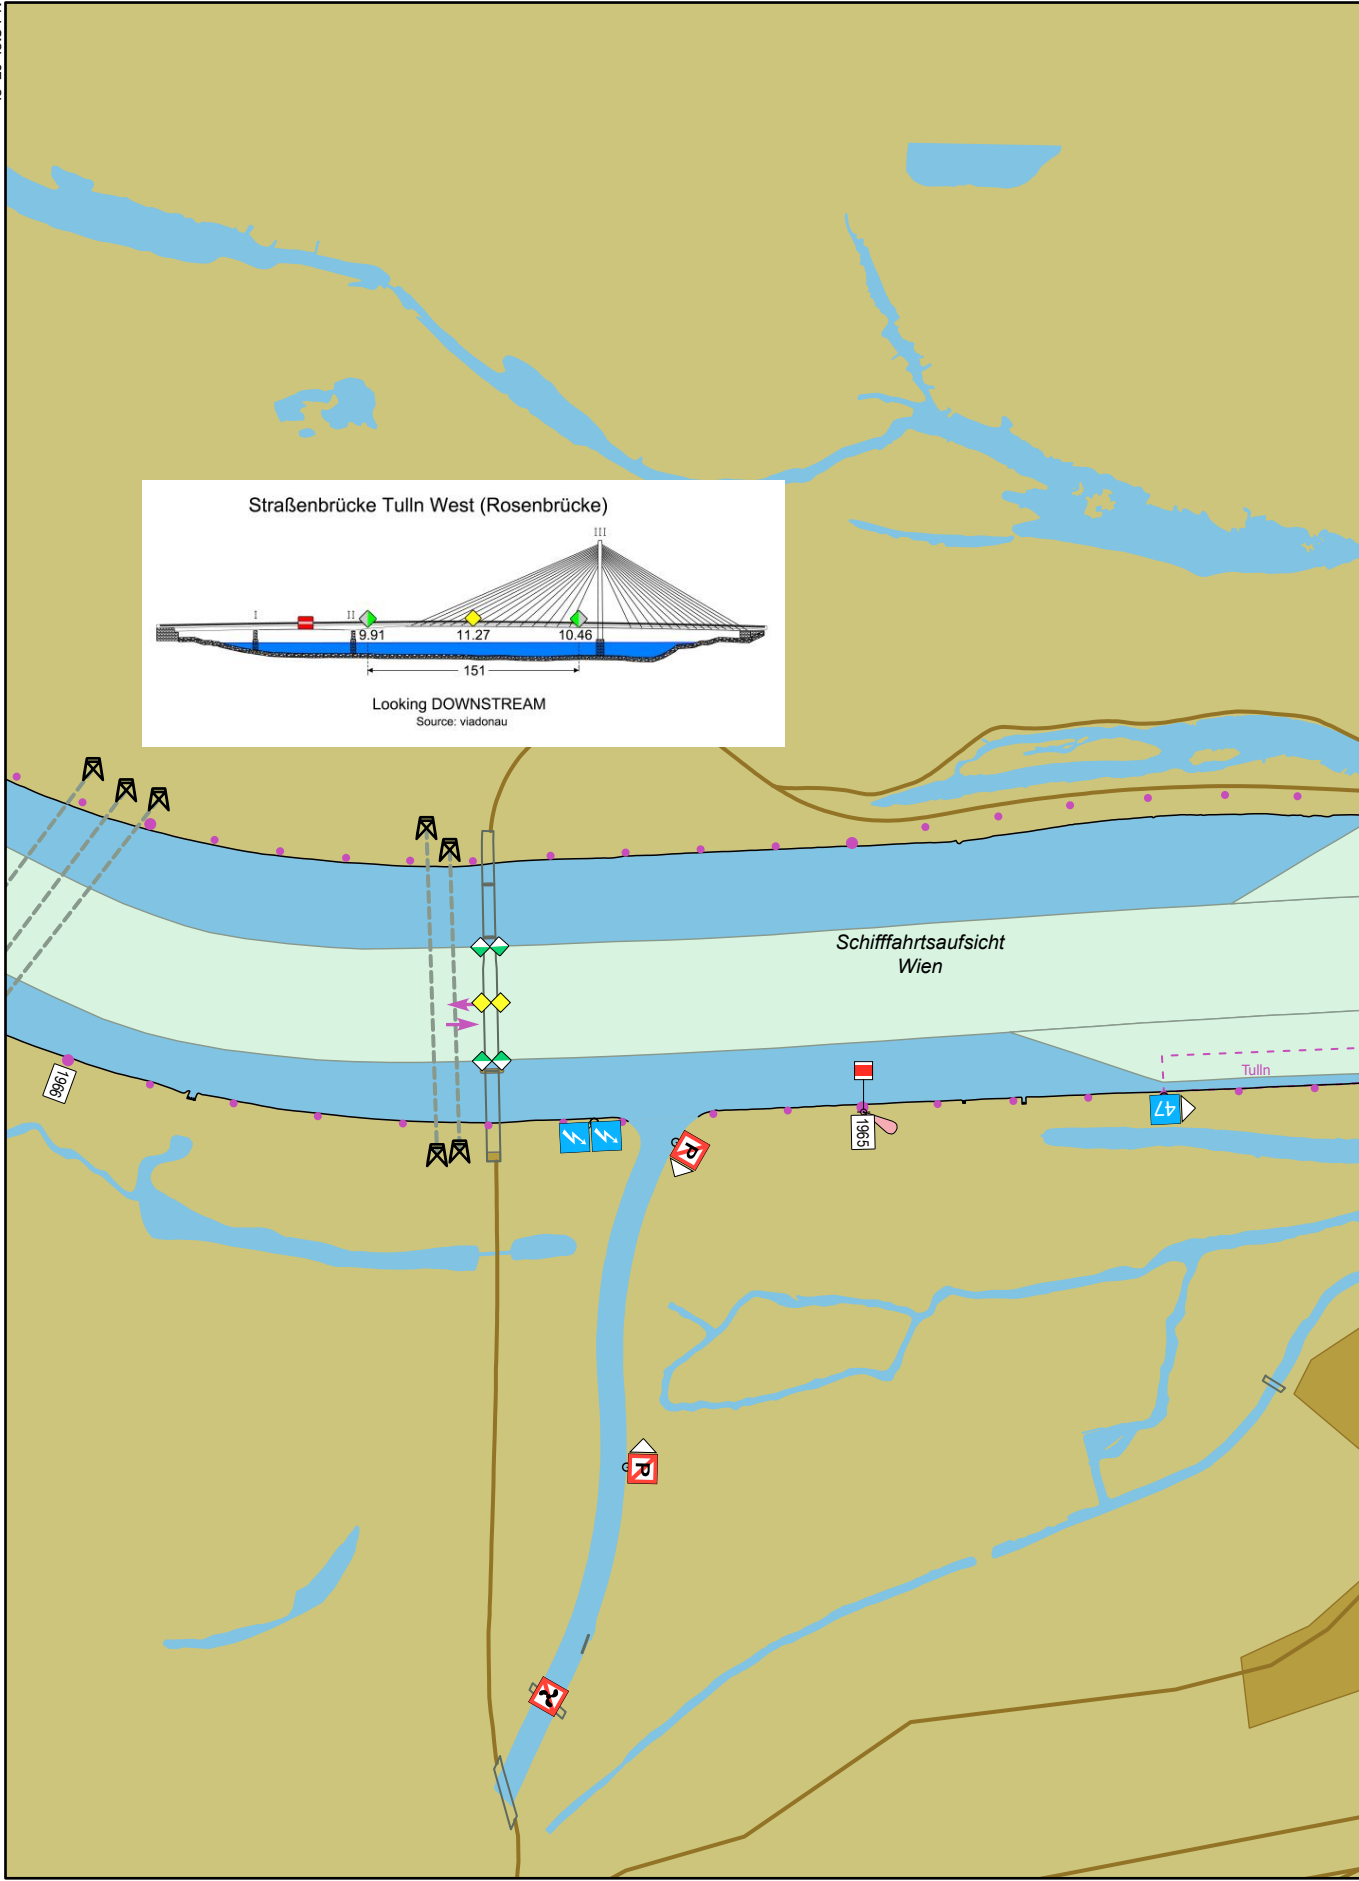 Straßenbrücke Tulln West (Rosenbrücke)
III
I
II
9.91
11.27
10.46
151
Looking DOWNSTREAM
Source: viadonau
Schifffahrtsaufsicht
Wien
Tulln
1966
1965
47
P
P